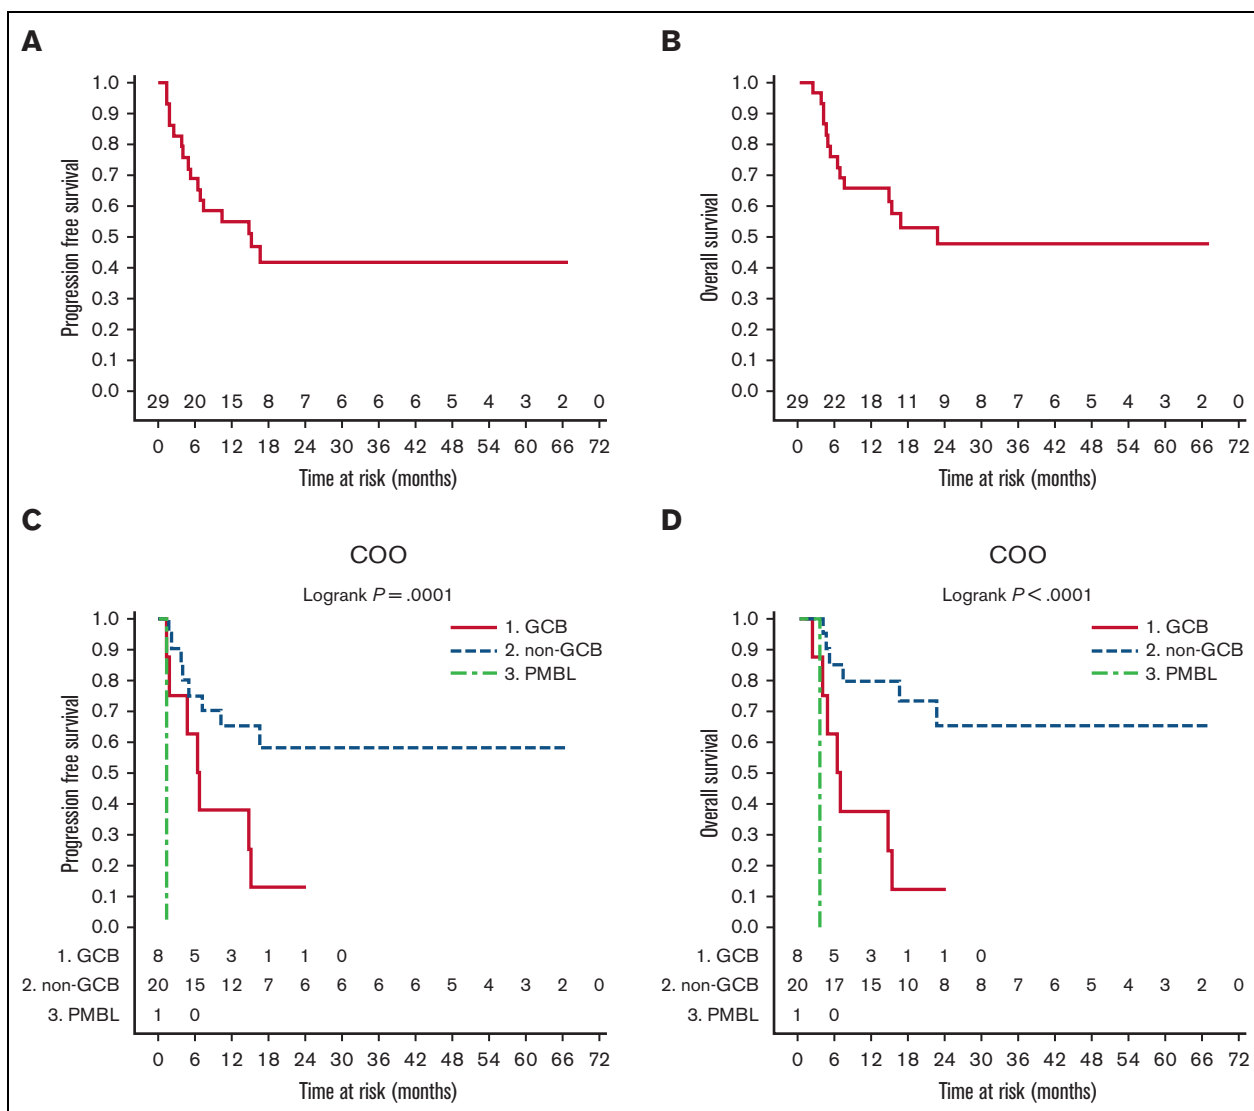 A
1.0
0.9
0.8
0.7
0.6
0.5
0.4
0.3
0.2
0.1
0.0
Progression free survival
29 20 15 8 7 6 6 6 5 4 3 2 0
0 6 12 18 24 30 36 42 48 54 60 66 72
Time at risk (months)
B
1.0
0.9
0.8
0.7
0.6
0.5
0.4
0.3
0.2
0.1
0.0
Overall survival
29 22 18 11 9 8 7 6 5 4 3 2 0
0 6 12 18 24 30 36 42 48 54 60 66 72
Time at risk (months)
C
COO
Logrank P = .0001
1. GCB
2. non-GCB
3. PMBL
1.0
0.9
0.8
0.7
0.6
0.5
0.4
0.3
0.2
0.1
0.0
Progression free survival
1. GCB 8 5 3 1 1 0
2. non-GCB 20 15 12 7 6 6 6 6 5 4 3 2 0
3. PMBL 1 0
0 6 12 18 24 30 36 42 48 54 60 66 72
Time at risk (months)
D
COO
Logrank P < .0001
1. GCB
2. non-GCB
3. PMBL
1.0
0.9
0.8
0.7
0.6
0.5
0.4
0.3
0.2
0.1
0.0
Overall survival
1. GCB 8 5 3 1 1 0
2. non-GCB 20 17 15 10 8 8 7 6 5 4 3 2 0
3. PMBL 1 0
0 6 12 18 24 30 36 42 48 54 60 66 72
Time at risk (months)